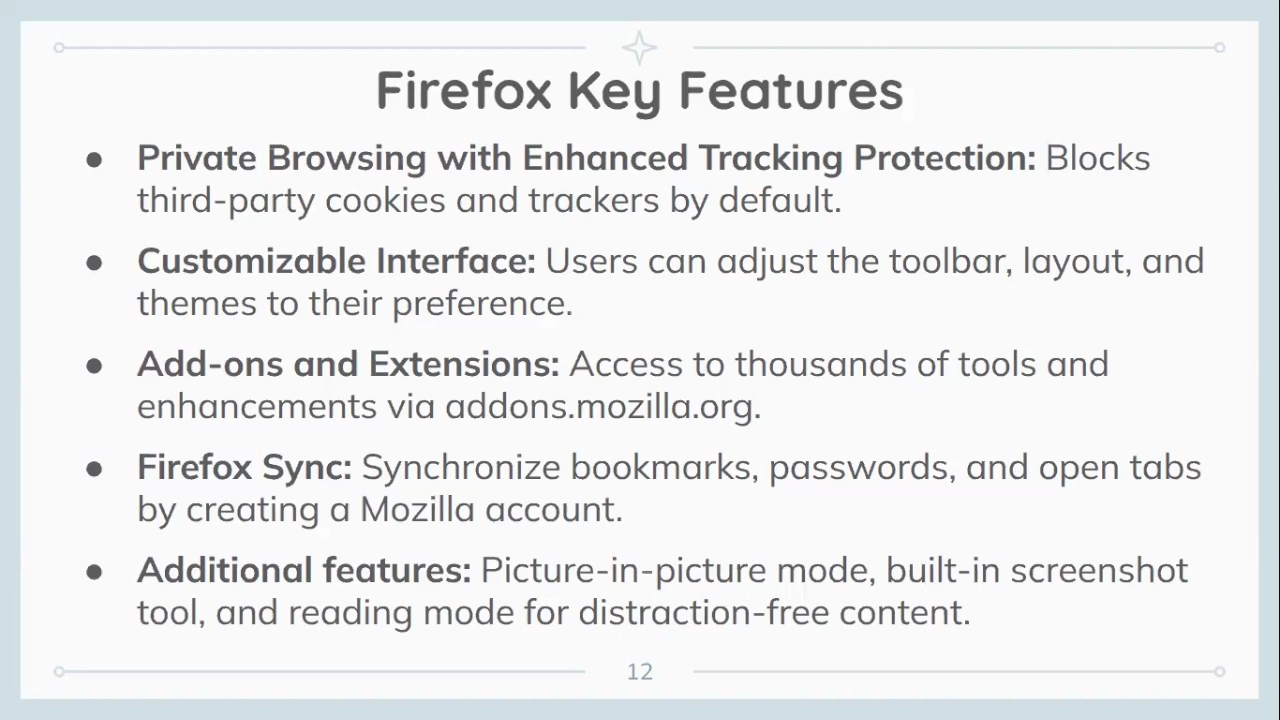 Firefox Key Features
● Private Browsing with Enhanced Tracking Protection: Blocks
third-party cookies and trackers by default.
● Customizable Interface: Users can adjust the toolbar, layout, and
themes to their preference.
● Add-ons and Extensions: Access to thousands of tools and
enhancements via addons.mozilla.org.
● Firefox Sync: Synchronize bookmarks, passwords, and open tabs
by creating a Mozilla account.
● Additional features: Picture-in-picture mode, built-in screenshot
tool, and reading mode for distraction-free content.
12